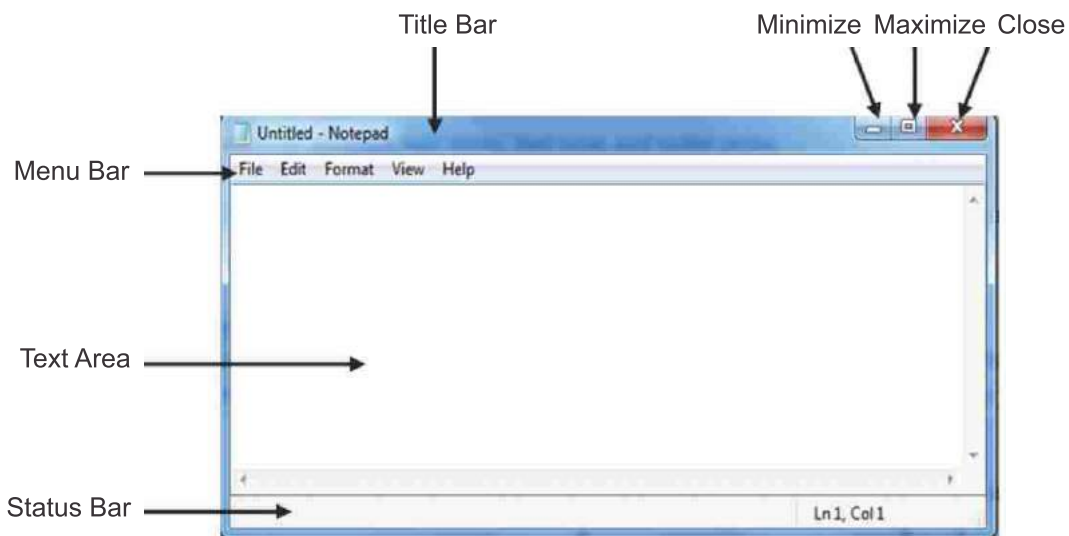 Title Bar
Minimize Maximize Close
Untitled - Notepad
Menu Bar
File Edit Format View Help
Text Area
Status Bar
Ln 1, Col 1